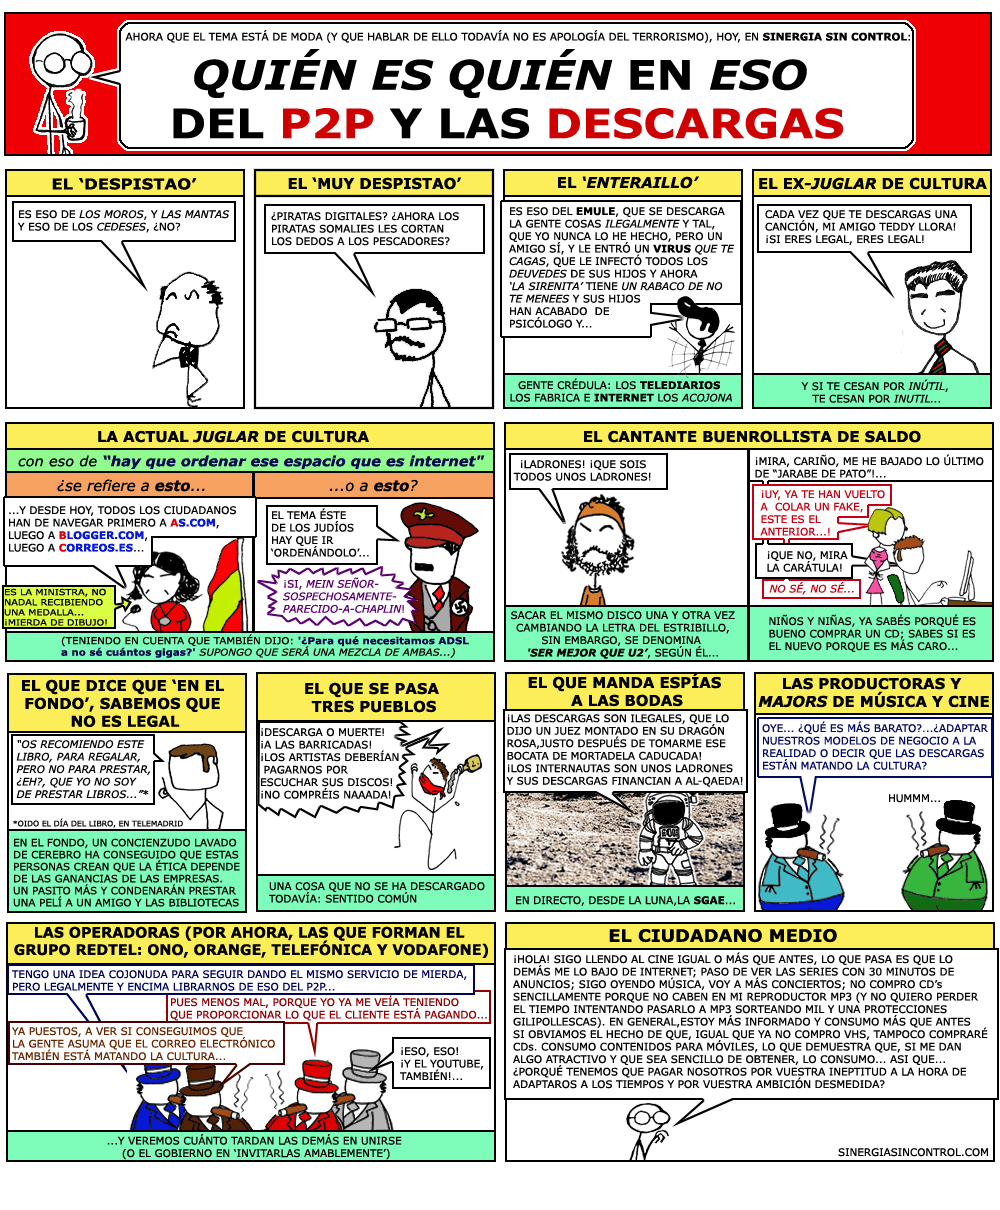 AHORA QUE EL TEMA ESTÁ DE MODA (Y QUE HABLAR DE ELLO TODAVÍA NO ES APOLOGÍA DEL TERRORISMO), HOY, EN SINERGIA SIN CONTROL:
QUIÉN ES QUIÉN EN ESO
DEL P2P Y LAS DESCARGAS
EL ‘DESPISTAO’
ES ESO DE LOS MOROS, Y LAS MANTAS
Y ESO DE LOS CEDESES, ¿NO?
EL ‘MUY DESPISTAO’
¿PIRATAS DIGITALES? ¿AHORA LOS
PIRATAS SOMALIES LES CORTAN
LOS DEDOS A LOS PESCADORES?
EL ‘ENTERAILLO’
ES ESO DEL EMULE, QUE SE DESCARGA
LA GENTE COSAS ILEGALMENTE Y TAL,
QUE YO NUNCA LO HE HECHO, PERO UN
AMIGO SÍ, Y LE ENTRÓ UN VIRUS QUE TE
CAGAS, QUE LE INFECTÓ TODOS LOS
DEUVEDES DE SUS HIJOS Y AHORA
‘LA SIRENITA’ TIENE UN RABACO DE NO
TE MENEES Y SUS HIJOS
HAN ACABADO DE
PSICÓLOGO Y...
GENTE CRÉDULA: LOS TELEDIARIOS
LOS FABRICA E INTERNET LOS ACOJONA
EL EX-JUGLAR DE CULTURA
CADA VEZ QUE TE DESCARGAS UNA
CANCIÓN, MI AMIGO TEDDY LLORA!
¡SI ERES LEGAL, ERES LEGAL!
Y SI TE CESAN POR INÚTIL,
TE CESAN POR INUTIL...
LA ACTUAL JUGLAR DE CULTURA
con eso de “hay que ordenar ese espacio que es internet"
¿se refiere a esto...
...o a esto?
...Y DESDE HOY, TODOS LOS CIUDADANOS
HAN DE NAVEGAR PRIMERO A AS.COM,
LUEGO A BLOGGER.COM,
LUEGO A CORREOS.ES...
ES LA MINISTRA, NO
NADAL RECIBIENDO
UNA MEDALLA...
¡MIERDA DE DIBUJO!
EL TEMA ÉSTE
DE LOS JUDÍOS
HAY QUE IR
‘ORDENÁNDOLO’...
¡SI, MEIN SEÑOR-
SOSPECHOSAMENTE-
PARECIDO-A-CHAPLIN!
(TENIENDO EN CUENTA QUE TAMBIÉN DIJO: '¿Para qué necesitamos ADSL
a no sé cuántos gigas?' SUPONGO QUE SERÁ UNA MEZCLA DE AMBAS...)
EL CANTANTE BUENROLLISTA DE SALDO
¡LADRONES! ¡QUE SOIS
TODOS UNOS LADRONES!
SACAR EL MISMO DISCO UNA Y OTRA VEZ
CAMBIANDO LA LETRA DEL ESTRIBILLO,
SIN EMBARGO, SE DENOMINA
'SER MEJOR QUE U2’, SEGÚN ÉL...
¡MIRA, CARIÑO, ME HE BAJADO LO ÚLTIMO
DE “JARABE DE PATO”!...
¡UY, YA TE HAN VUELTO
A COLAR UN FAKE,
ESTE ES EL
ANTERIOR...!
¡QUE NO, MIRA
LA CARÁTULA!
NO SÉ, NO SÉ...
NIÑOS Y NIÑAS, YA SABÉS PORQUÉ ES
BUENO COMPRAR UN CD; SABES SI ES
EL NUEVO PORQUE ES MÁS CARO...
EL QUE DICE QUE ‘EN EL
FONDO’, SABEMOS QUE
NO ES LEGAL
“OS RECOMIENDO ESTE
LIBRO, PARA REGALAR,
PERO NO PARA PRESTAR,
¿EH?, QUE YO NO SOY
DE PRESTAR LIBROS...”*
*OIDO EL DÍA DEL LIBRO, EN TELEMADRID
EN EL FONDO, UN CONCIENZUDO LAVADO
DE CEREBRO HA CONSEGUIDO QUE ESTAS
PERSONAS CREAN QUE LA ÉTICA DEPENDE
DE LAS GANANCIAS DE LAS EMPRESAS.
UN PASITO MÁS Y CONDENARÁN PRESTAR
UNA PELÍ A UN AMIGO Y LAS BIBLIOTECAS
EL QUE SE PASA
TRES PUEBLOS
¡DESCARGA O MUERTE!
¡A LAS BARRICADAS!
¡LOS ARTISTAS DEBERÍAN
PAGARNOS POR
ESCUCHAR SUS DISCOS!
¡NO COMPRÉIS NAAADA!
UNA COSA QUE NO SE HA DESCARGADO
TODAVÍA: SENTIDO COMÚN
EL QUE MANDA ESPÍAS
A LAS BODAS
¡LAS DESCARGAS SON ILEGALES, QUE LO
DIJO UN JUEZ MONTADO EN SU DRAGÓN
ROSA,JUSTO DESPUÉS DE TOMARME ESE
BOCATA DE MORTADELA CADUCADA!
¡LOS INTERNAUTAS SON UNOS LADRONES
Y SUS DESCARGAS FINANCIAN A AL-QAEDA!
EN DIRECTO, DESDE LA LUNA,LA SGAE...
LAS PRODUCTORAS Y
MAJORS DE MÚSICA Y CINE
OYE... ¿QUÉ ES MÁS BARATO?...¿ADAPTAR
NUESTROS MODELOS DE NEGOCIO A LA
REALIDAD O DECIR QUE LAS DESCARGAS
ESTÁN MATANDO LA CULTURA?
HUMMM...
LAS OPERADORAS (POR AHORA, LAS QUE FORMAN EL
GRUPO REDTEL: ONO, ORANGE, TELEFÓNICA Y VODAFONE)
TENGO UNA IDEA COJONUDA PARA SEGUIR DANDO EL MISMO SERVICIO DE MIERDA,
PERO LEGALMENTE Y ENCIMA LIBRARNOS DE ESO DEL P2P...
PUES MENOS MAL, PORQUE YO YA ME VEÍA TENIENDO
QUE PROPORCIONAR LO QUE EL CLIENTE ESTÁ PAGANDO...
YA PUESTOS, A VER SI CONSEGUIMOS QUE
LA GENTE ASUMA QUE EL CORREO ELECTRÓNICO
TAMBIÉN ESTÁ MATANDO LA CULTURA...
¡ESO, ESO!
¡Y EL YOUTUBE,
TAMBIÉN!...
...Y VEREMOS CUÁNTO TARDAN LAS DEMÁS EN UNIRSE
(O EL GOBIERNO EN ‘INVITARLAS AMABLEMENTE’)
EL CIUDADANO MEDIO
¡HOLA! SIGO LLENDO AL CINE IGUAL O MÁS QUE ANTES, LO QUE PASA ES QUE LO
DEMÁS ME LO BAJO DE INTERNET; PASO DE VER LAS SERIES CON 30 MINUTOS DE
ANUNCIOS; SIGO OYENDO MÚSICA, VOY A MÁS CONCIERTOS; NO COMPRO CD’s
SENCILLAMENTE PORQUE NO CABEN EN MI REPRODUCTOR MP3 (Y NO QUIERO PERDER
EL TIEMPO INTENTANDO PASARLO A MP3 SORTEANDO MIL Y UNA PROTECCIONES
GILIPOLLESCAS). EN GENERAL,ESTOY MÁS INFORMADO Y CONSUMO MÁS QUE ANTES
SI OBVIAMOS EL HECHO DE QUE, IGUAL QUE YA NO COMPRO VHS, TAMPOCO COMPRARÉ
CDs. CONSUMO CONTENIDOS PARA MÓVILES, LO QUE DEMUESTRA QUE, SI ME DAN
ALGO ATRACTIVO Y QUE SEA SENCILLO DE OBTENER, LO CONSUMO... ASI QUE...
¿PORQUÉ TENEMOS QUE PAGAR NOSOTROS POR VUESTRA INEPTITUD A LA HORA DE
ADAPTAROS A LOS TIEMPOS Y POR VUESTRA AMBICIÓN DESMEDIDA?
SINERGIASINCONTROL.COM